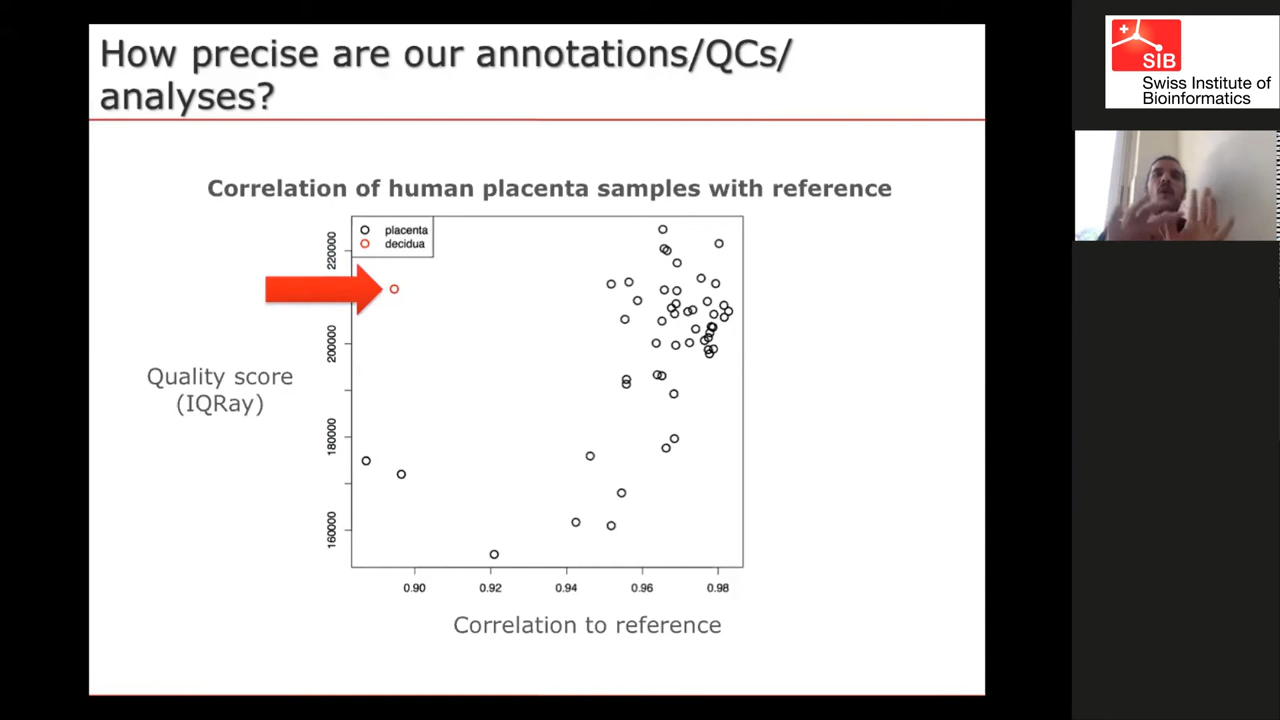 How precise are our annotations/QCs/
analyses?
SIB
Swiss Institute of
Bioinformatics
Correlation of human placenta samples with reference
placenta
decidua
220000
200000
180000
160000
Quality score
(IQRay)
0.90 0.92 0.94 0.96 0.98
Correlation to reference